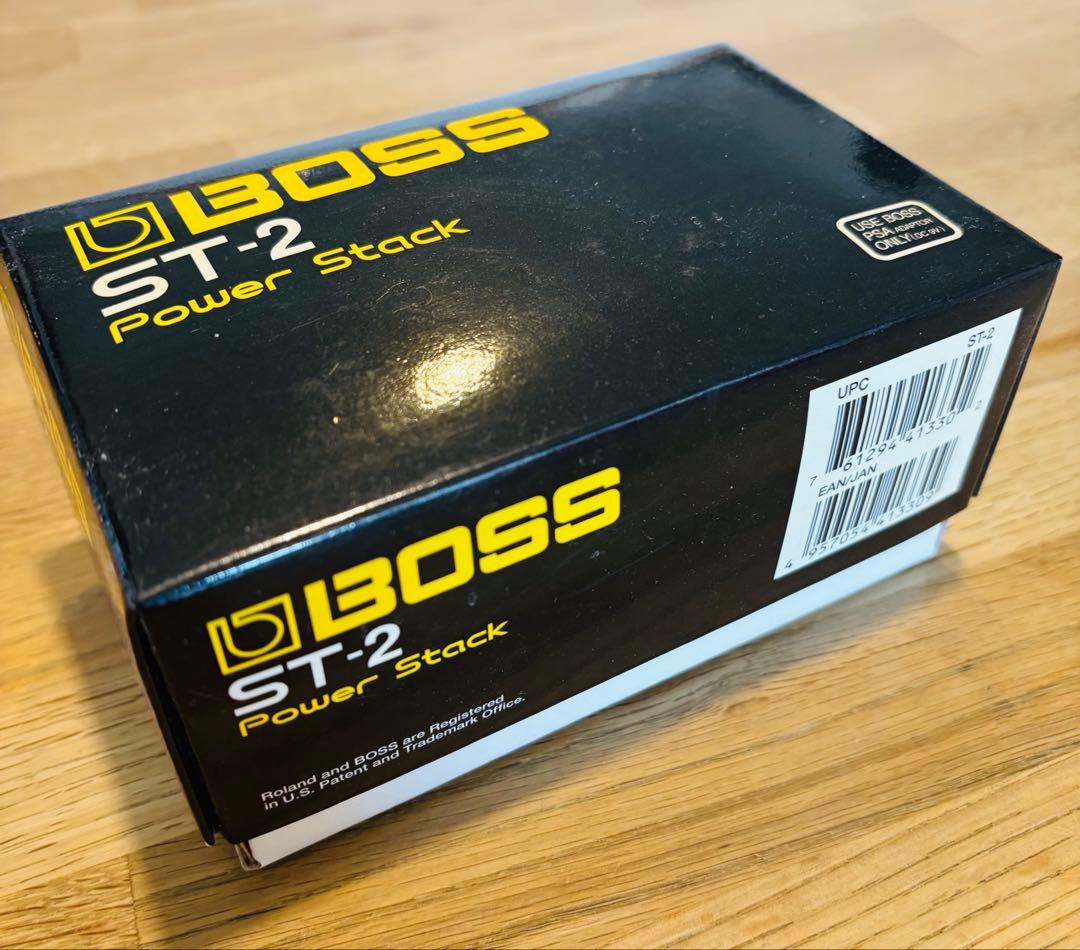 BOSS
ST-2
Power Stack
USE BOSS
PSA ADAPTOR
ONLY (DC 9V)
ST-2
UPC
7 61294 41330 2
EAN/JAN
4 957054 413309
BOSS
ST-2
Power Stack
Roland and BOSS are Registered
in U.S. Patent and Trademark Office.